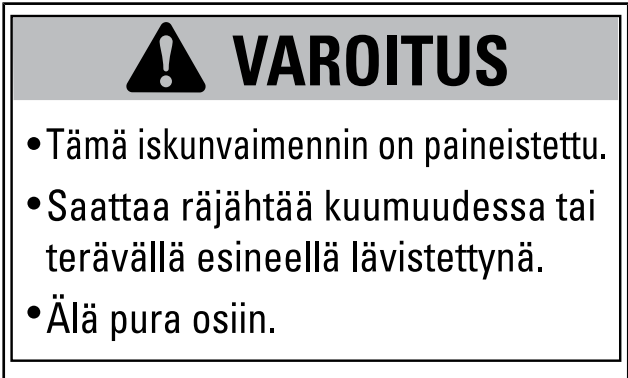 VAROITUS
•Tämä iskunvaimennin on paineistettu.
•Saattaa räjähtää kuumuudessa tai
terävällä esineellä lävistettynä.
•Älä pura osiin.